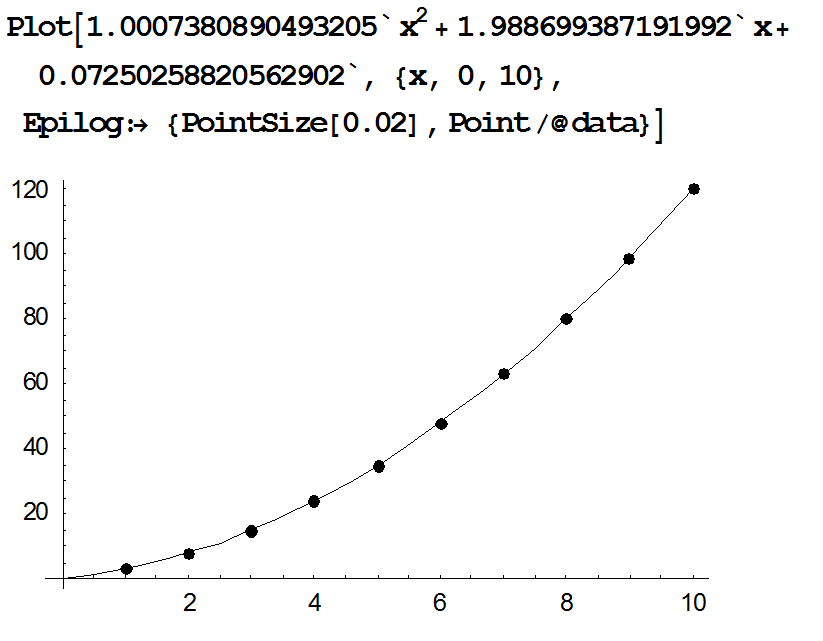 Plot[1.0007380890493205` x² + 1.988699387191992` x +
0.07250258820562902`, {x, 0, 10},
Epilog :→ {PointSize[0.02], Point /@ data}]
120
100
80
60
40
20
2 4 6 8 10